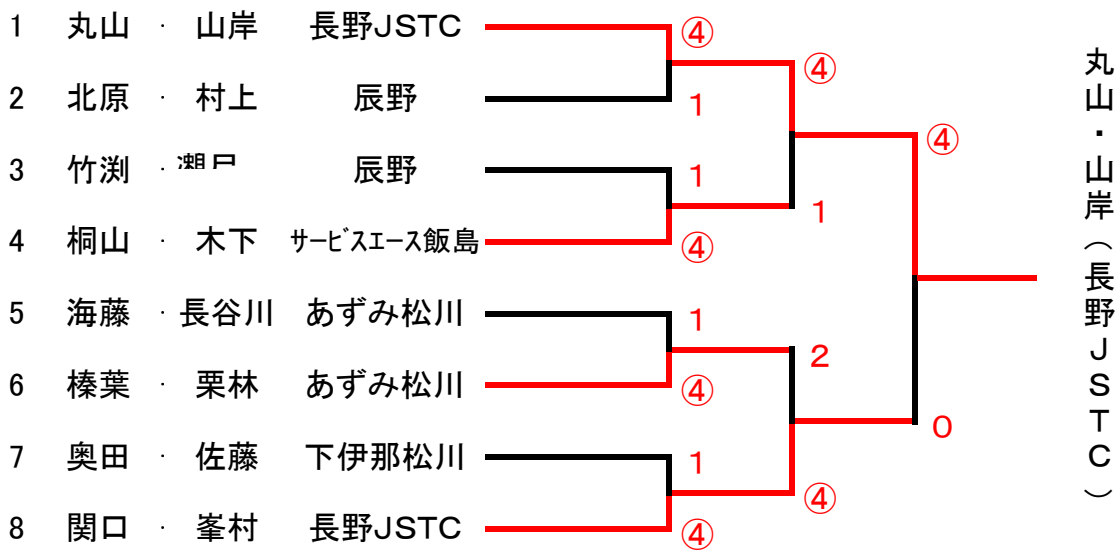 1 丸山 · 山岸 長野JSTC
④
④
2 北原 · 村上 辰野
1
④
3 竹渕 · 辰野
1
1
4 桐山 · 木下 サービスエース飯島
④
5 海藤 · 長谷川 あずみ松川
1
2
6 榛葉 · 栗林 あずみ松川
④
0
7 奥田 · 佐藤 下伊那松川
1
④
8 関口 · 峯村 長野JSTC
④
丸山・山岸(長野JSTC)